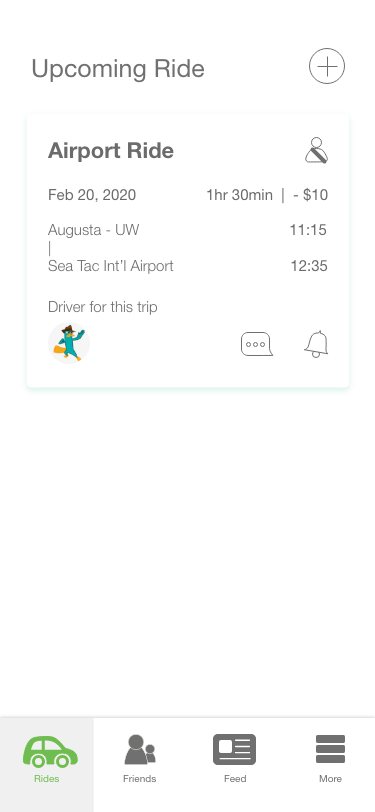 Upcoming Ride
Airport Ride
Feb 20, 2020 1hr 30min | - $10
Augusta - UW 11:15
|
Sea Tac Int'l Airport 12:35
Driver for this trip
Rides Friends Feed More